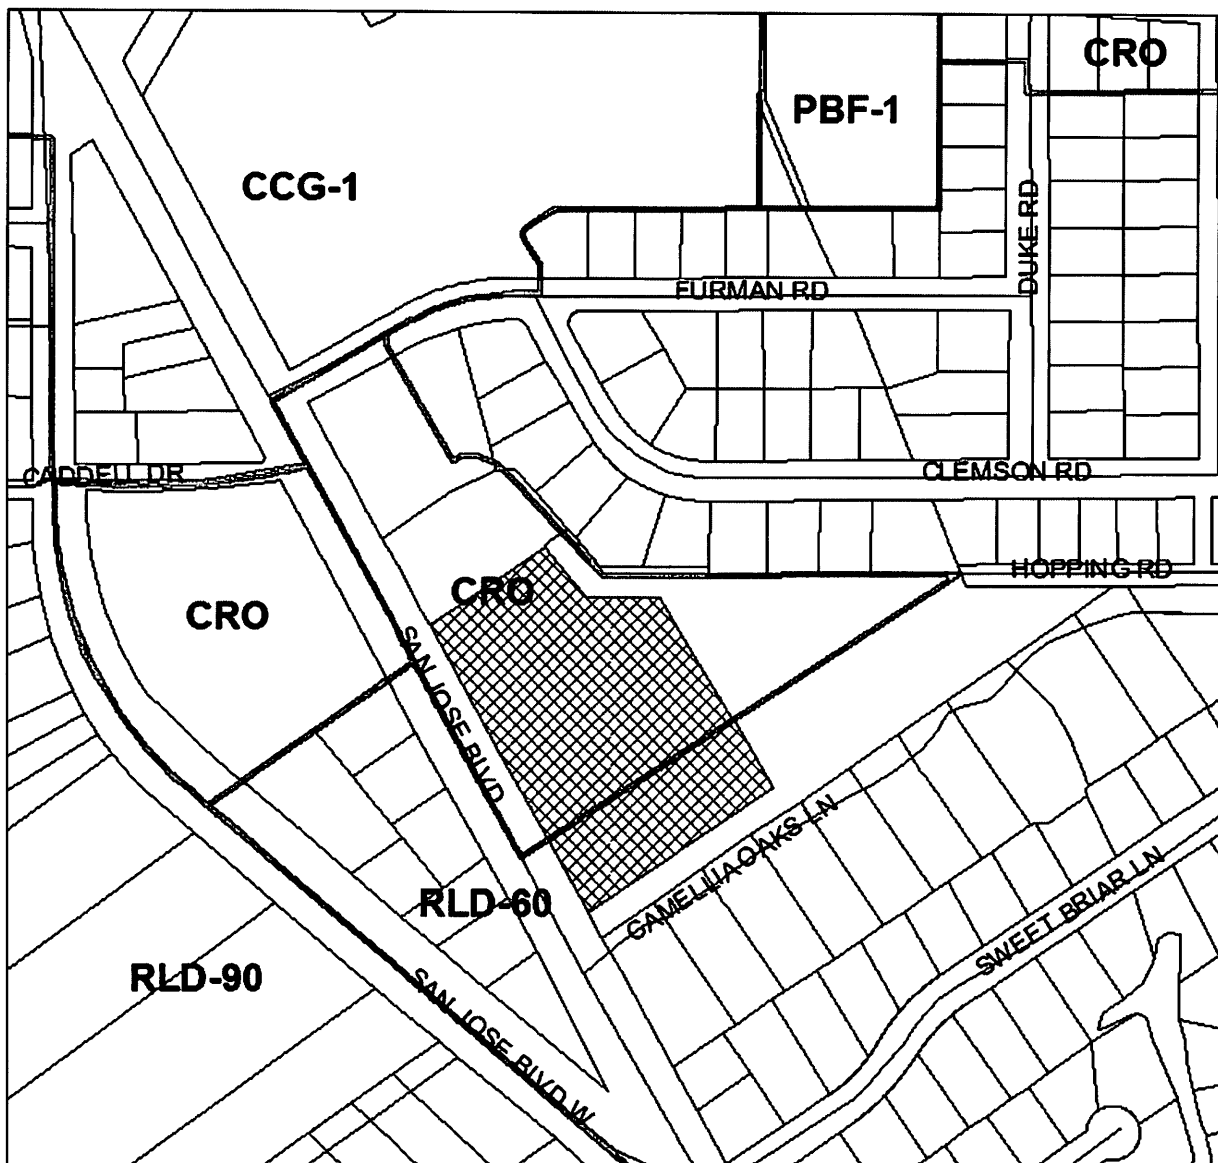 CRO
PBF-1
CCG-1
DUKE RD
FURMAN RD
CADDELL DR
CLEMSON RD
HOPPING RD
CRO
CRO
SAN JOSE BLVD
CAMELLIA OAKS LN
SWEET BRIAR LN
RLD-60
RLD-90
SAN JOSE BLVD W